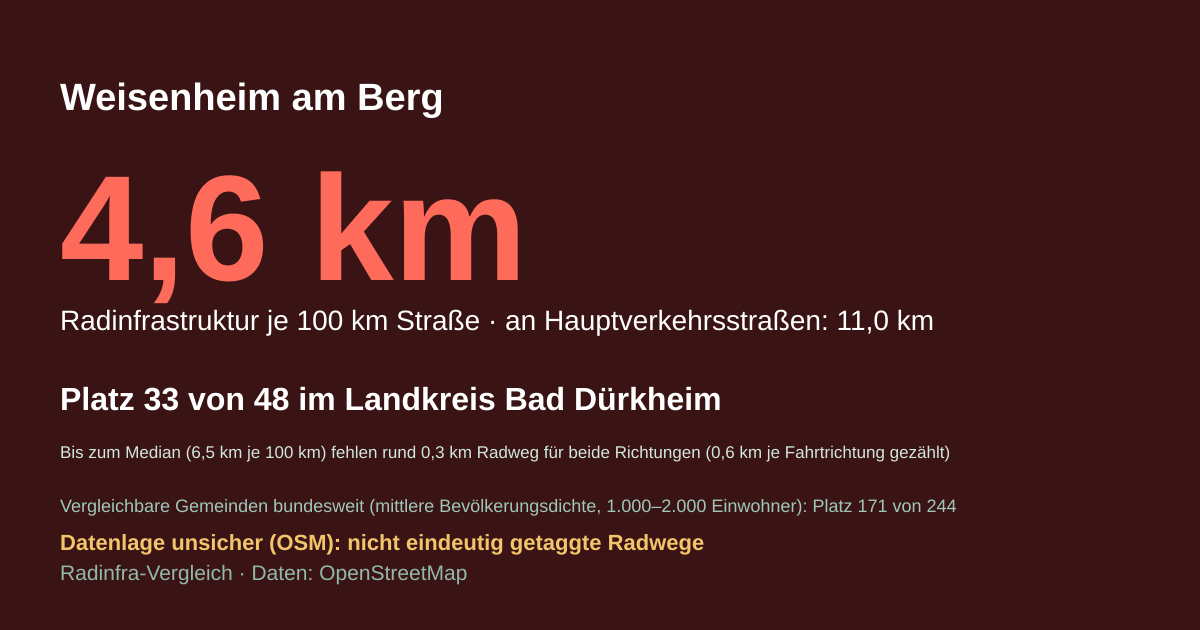 Weisenheim am Berg
4,6 km
Radinfrastruktur je 100 km Straße · an Hauptverkehrsstraßen: 11,0 km
Platz 33 von 48 im Landkreis Bad Dürkheim
Bis zum Median (6,5 km je 100 km) fehlen rund 0,3 km Radweg für beide Richtungen (0,6 km je Fahrtrichtung gezählt)
Vergleichbare Gemeinden bundesweit (mittlere Bevölkerungsdichte, 1.000–2.000 Einwohner): Platz 171 von 244
Datenlage unsicher (OSM): nicht eindeutig getaggte Radwege
Radinfra-Vergleich · Daten: OpenStreetMap